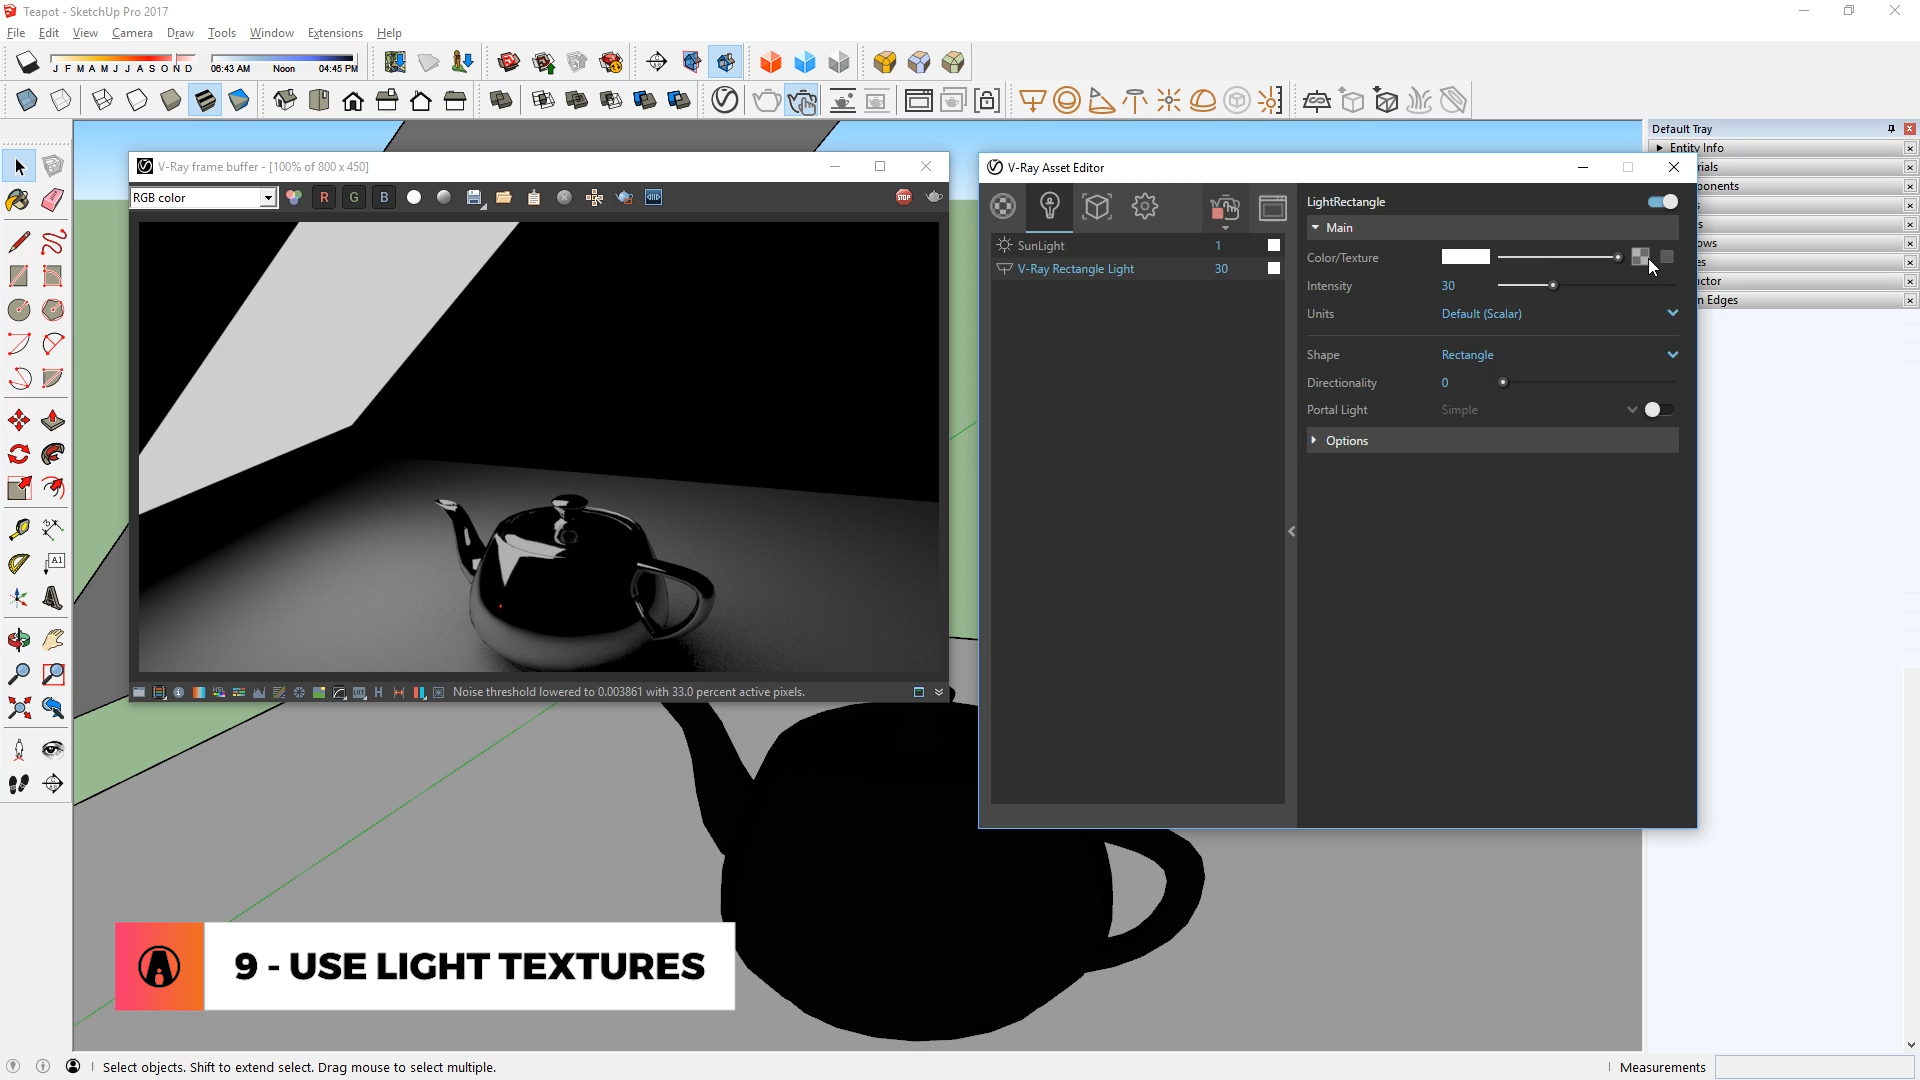 Teapot - SketchUp Pro 2017
File Edit View Camera Draw Tools Window Extensions Help
J F M A M J J A S O N D 06:43 AM Noon 04:45 PM
Default Tray
Entity Info
V-Ray frame buffer - [100% of 800 x 450]
V-Ray Asset Editor
rials
ponents
s
s
ows
es
ructor
n Edges
RGB color R G B STOP
LightRectangle
Main
SunLight 1
V-Ray Rectangle Light 30
Color/Texture
Intensity 30
Units Default (Scalar)
Shape Rectangle
Directionality 0
Portal Light Simple
Options
A1
Noise threshold lowered to 0.003861 with 33.0 percent active pixels.
9 - USE LIGHT TEXTURES
Select objects. Shift to extend select. Drag mouse to select multiple.
Measurements